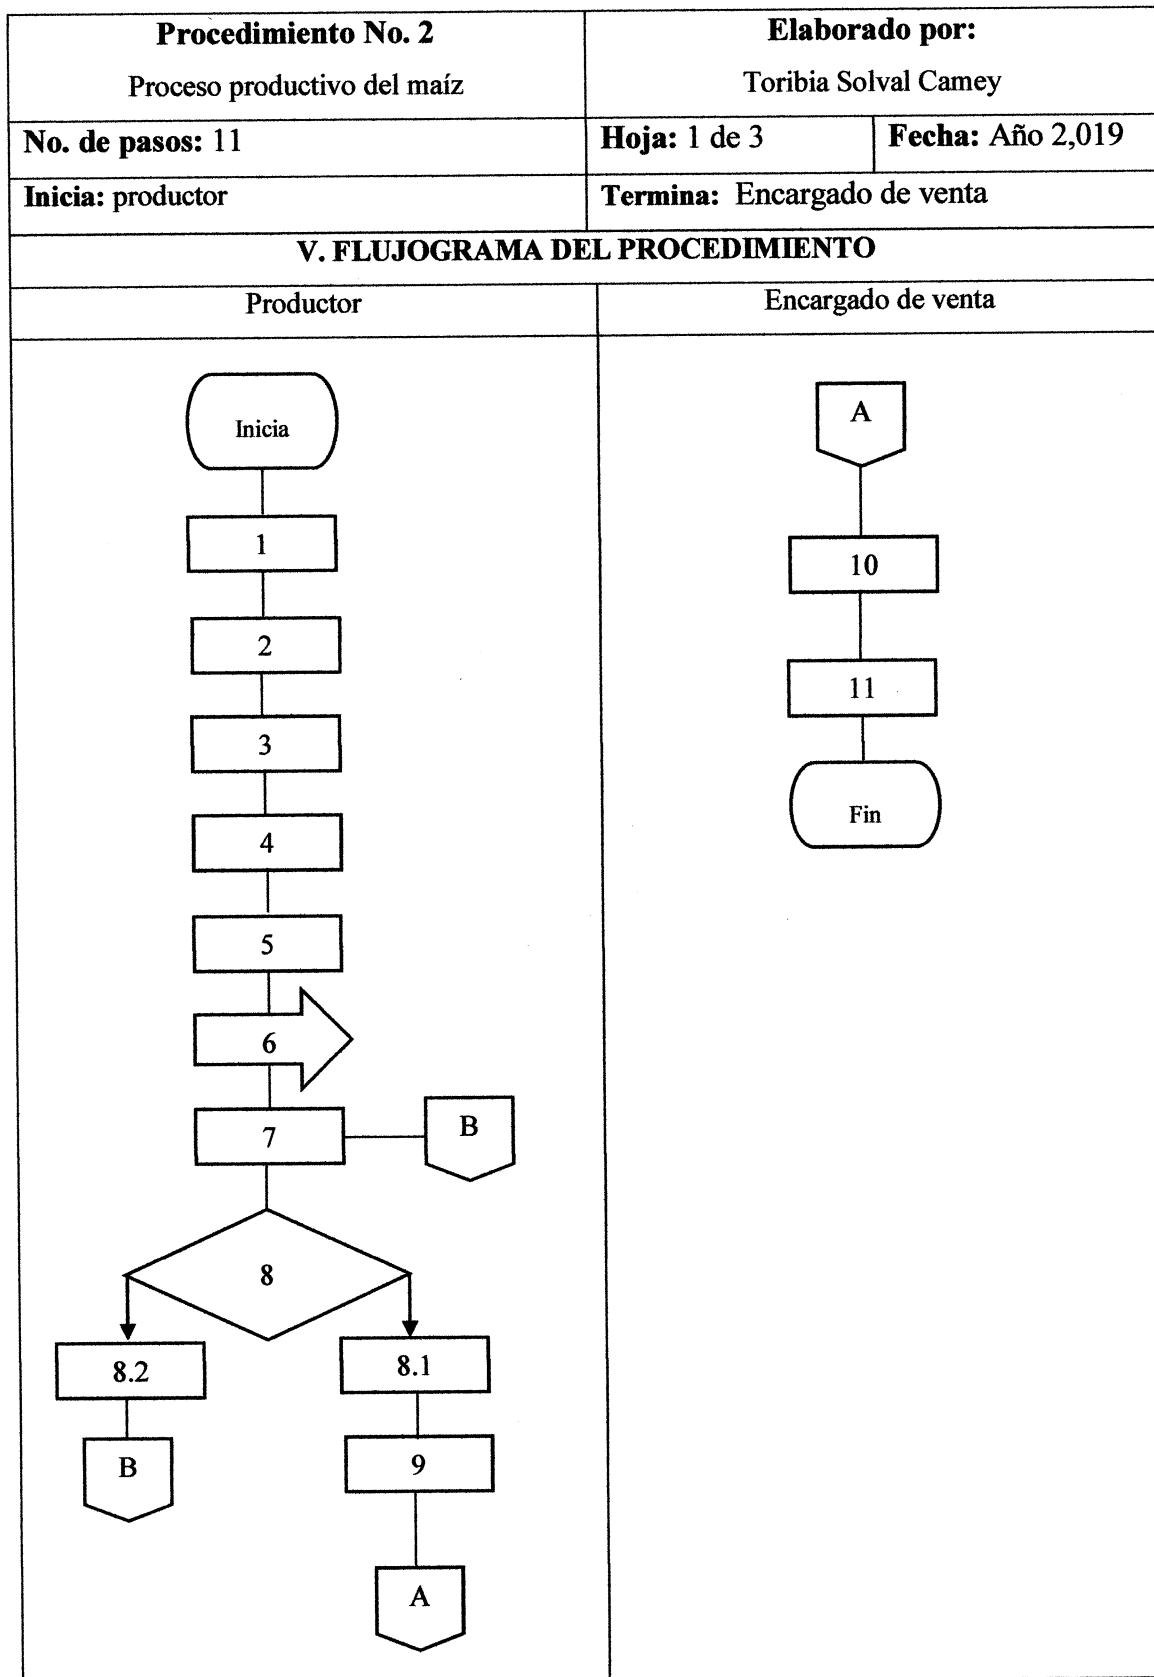 Procedimiento No. 2
Proceso productivo del maíz
Elaborado por:
Toribia Solval Camey
No. de pasos: 11
Hoja: 1 de 3
Fecha: Año 2,019
Inicia: productor
Termina: Encargado de venta
V. FLUJOGRAMA DEL PROCEDIMIENTO
Productor
Encargado de venta
Inicia
1
2
3
4
5
6
7
B
8
8.2
8.1
B
9
A
A
10
11
Fin